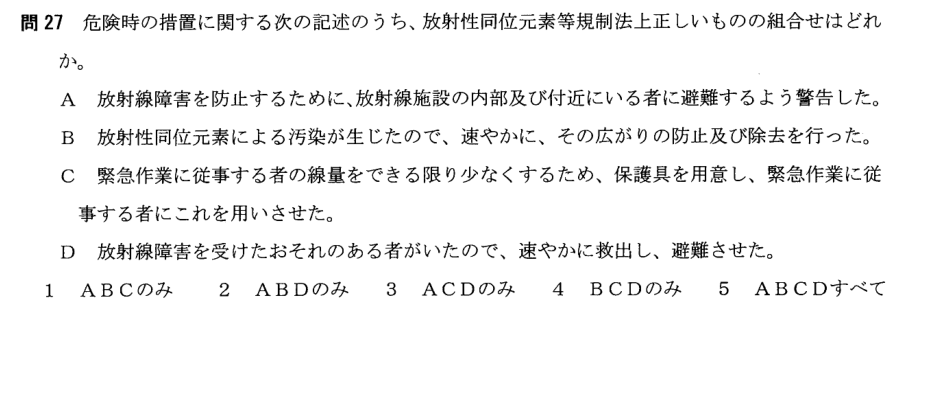 問27 危険時の措置に関する次の記述のうち、放射性同位元素等規制法上正しいものの組合せはどれ
か。
A 放射線障害を防止するために、放射線施設の内部及び付近にいる者に避難するよう警告した。
B 放射性同位元素による汚染が生じたので、速やかに、その広がりの防止及び除去を行った。
C 緊急作業に従事する者の線量をできる限り少なくするため、保護具を用意し、緊急作業に従
事する者にこれを用いさせた。
D 放射線障害を受けたおそれのある者がいたので、速やかに救出し、避難させた。
1 ABCのみ 2 ABDのみ 3 ACDのみ 4 BCDのみ 5 ABCDすべて